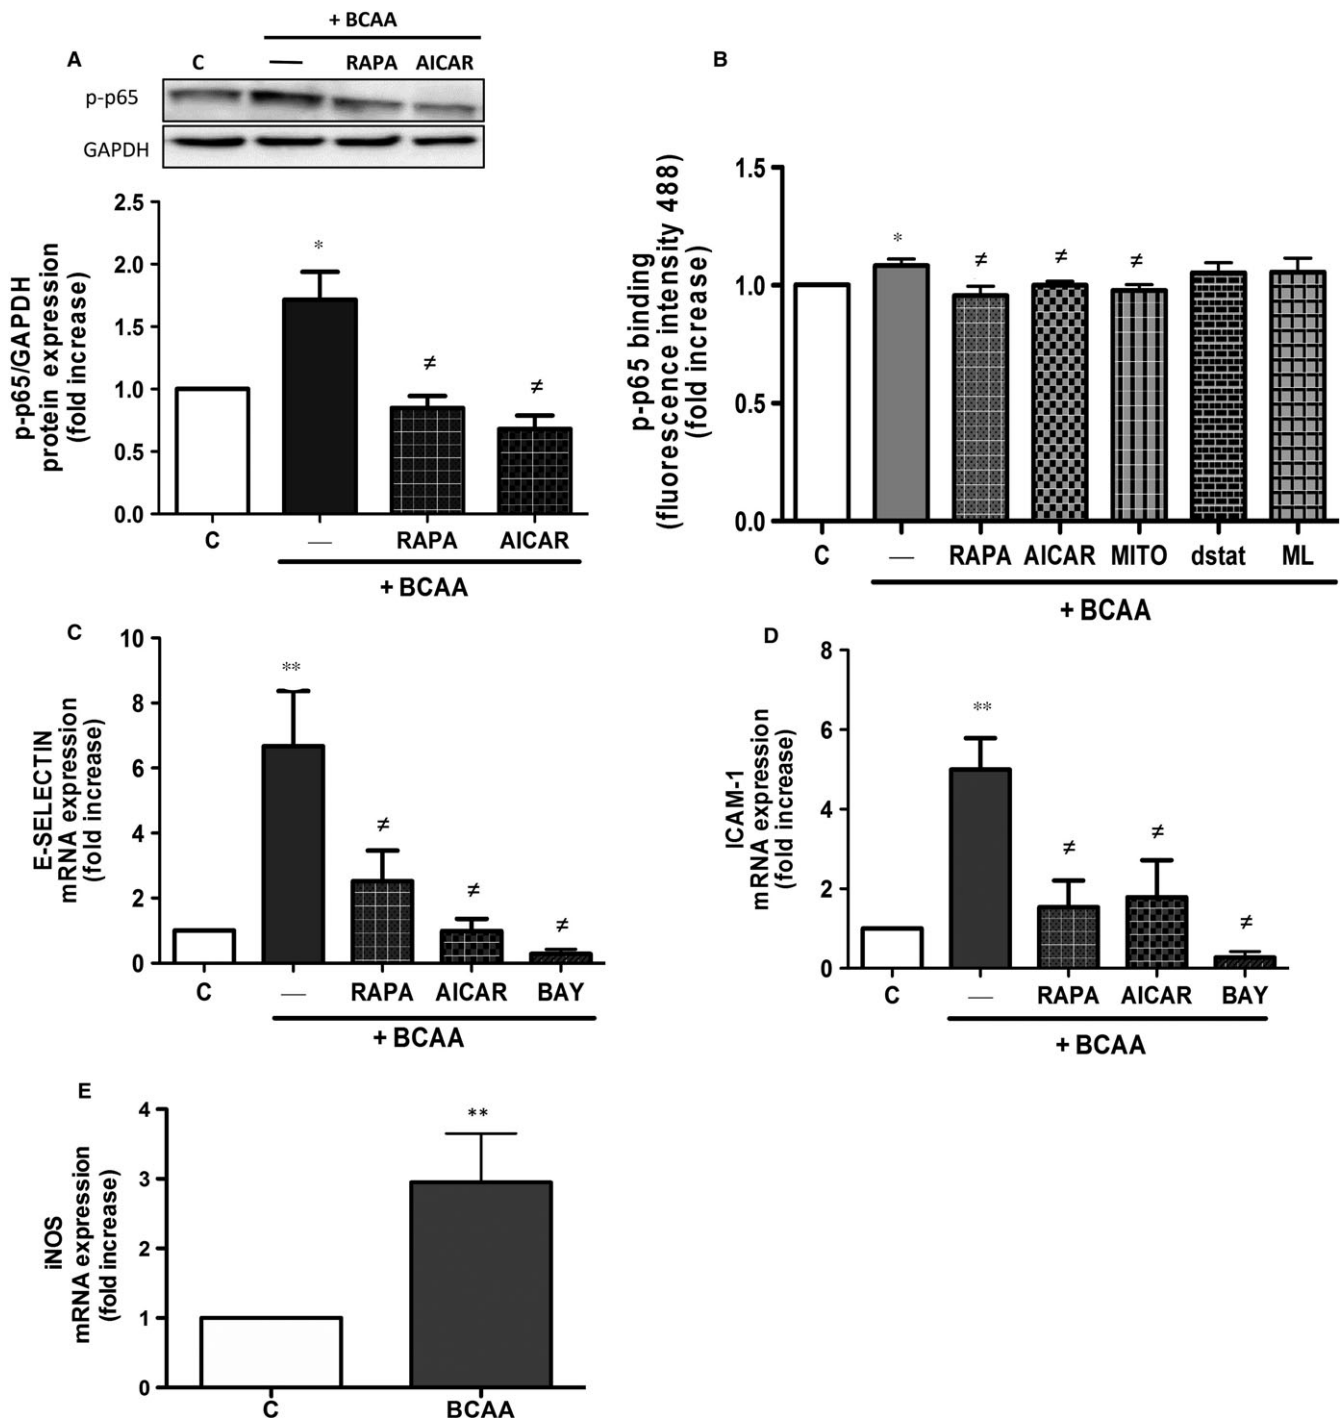 + BCAA
A
C — RAPA AICAR
p-p65
GAPDH
p-p65/GAPDH
protein expression
(fold increase)
2.5
2.0
1.5
1.0
0.5
0.0
*
≠
≠
C — RAPA AICAR
+ BCAA
B
p-p65 binding
(fluorescence intensity 488)
(fold increase)
1.5
1.0
0.5
0.0
*
≠
≠
≠
C — RAPA AICAR MITO dstat ML
+ BCAA
C
E-SELECTIN
mRNA expression
(fold increase)
10
8
6
4
2
0
**
≠
≠
≠
C — RAPA AICAR BAY
+ BCAA
D
ICAM-1
mRNA expression
(fold increase)
8
6
4
2
0
**
≠
≠
≠
C — RAPA AICAR BAY
+ BCAA
E
iNOS
mRNA expression
(fold increase)
4
3
2
1
0
**
C BCAA